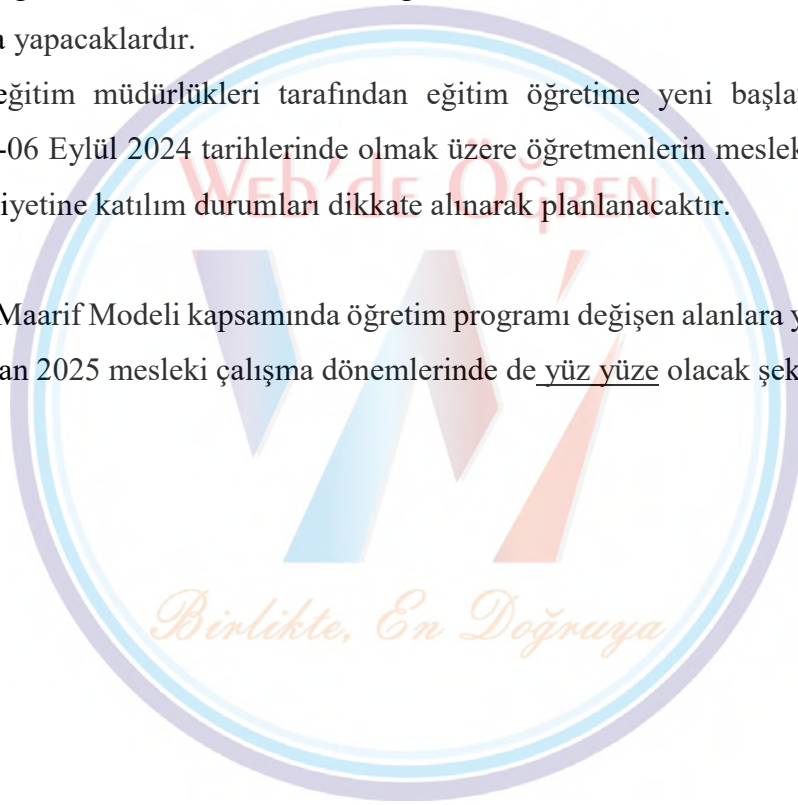 yapacaklardır.
eğitim müdürlükleri tarafından eğitim öğretime yeni başla
-06 Eylül 2024 tarihlerinde olmak üzere öğretmenlerin meslek
Web'de Öğren
iyetine katılım durumları dikkate alınarak planlanacaktır.
Maarif Modeli kapsamında öğretim programı değişen alanlara y
an 2025 mesleki çalışma dönemlerinde de yüz yüze olacak şek
Birlikte, En Doğruya